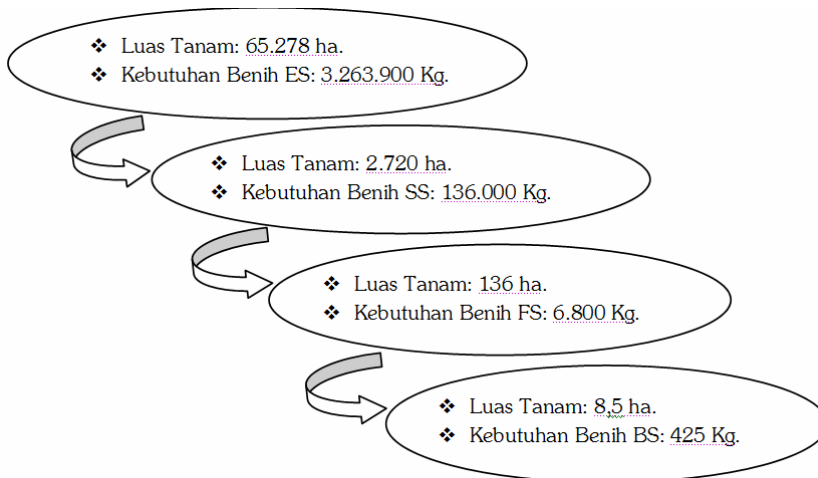 ❖ Luas Tanam: 65.278 ha.
❖ Kebutuhan Benih ES: 3.263.900 Kg.
❖ Luas Tanam: 2.720 ha.
❖ Kebutuhan Benih SS: 136.000 Kg.
❖ Luas Tanam: 136 ha.
❖ Kebutuhan Benih FS: 6.800 Kg.
❖ Luas Tanam: 8,5 ha.
❖ Kebutuhan Benih BS: 425 Kg.